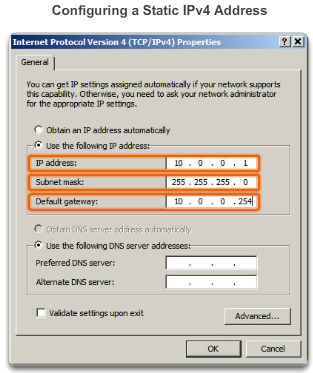 Configuring a Static IPv4 Address
Internet Protocol Version 4 (TCP/IPv4) Properties
General
You can get IP settings assigned automatically if your network supports
this capability. Otherwise, you need to ask your network administrator
for the appropriate IP settings.
Obtain an IP address automatically
Use the following IP address:
IP address: 10 . 0 . 0 . 1
Subnet mask: 255 . 255 . 255 . 0
Default gateway: 10 . 0 . 0 . 254
Obtain DNS server address automatically
Use the following DNS server addresses:
Preferred DNS server: . . .
Alternate DNS server: . . .
Validate settings upon exit
Advanced...
OK Cancel